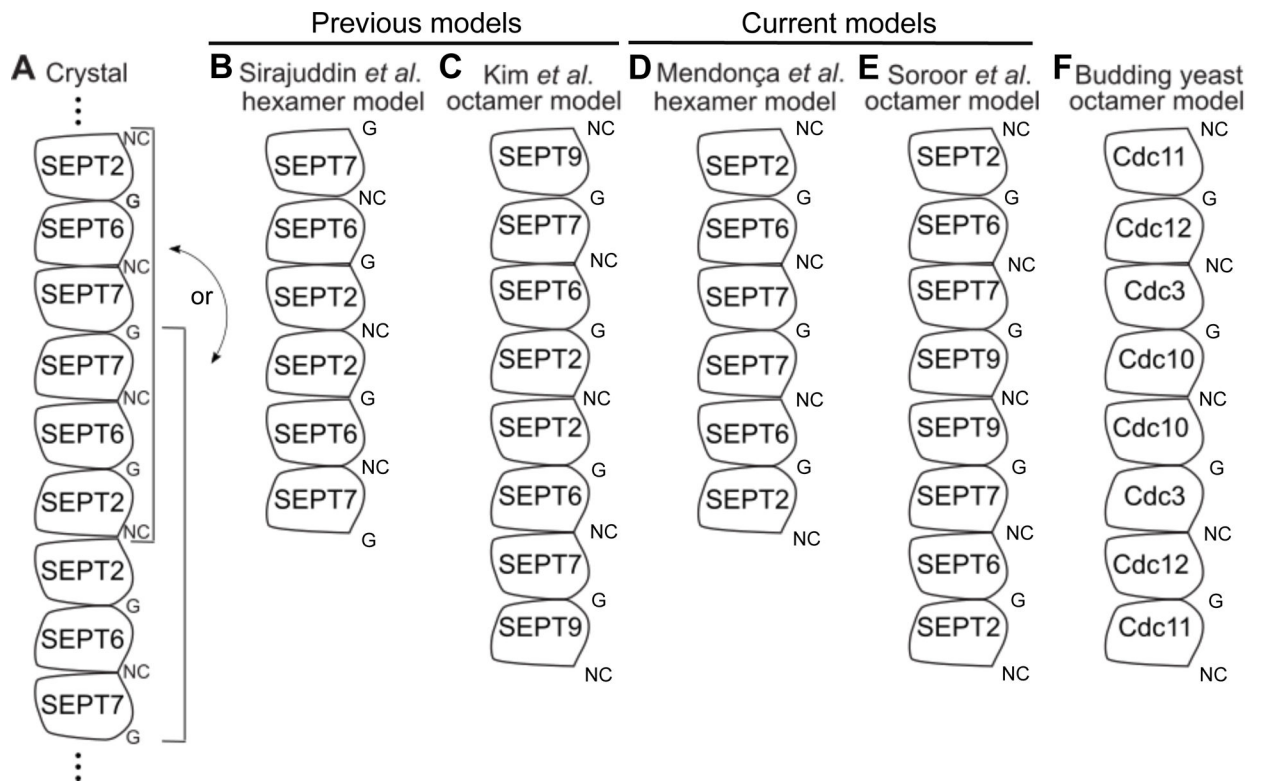 Previous models
Current models
A Crystal
NC
SEPT2
G
SEPT6
NC
SEPT7
G
SEPT7
NC
SEPT6
G
SEPT2
NC
SEPT2
G
SEPT6
NC
SEPT7
G
or
B Sirajuddin et al.
hexamer model
G
SEPT7
NC
SEPT6
G
SEPT2
NC
SEPT2
G
SEPT6
NC
SEPT7
G
C Kim et al.
octamer model
NC
SEPT9
G
SEPT7
NC
SEPT6
G
SEPT2
NC
SEPT2
G
SEPT6
NC
SEPT7
G
SEPT9
NC
D Mendonça et al.
hexamer model
NC
SEPT2
G
SEPT6
NC
SEPT7
G
SEPT7
NC
SEPT6
G
SEPT2
NC
E Soroor et al.
octamer model
NC
SEPT2
G
SEPT6
NC
SEPT7
G
SEPT9
NC
SEPT9
G
SEPT7
NC
SEPT6
G
SEPT2
NC
F Budding yeast
octamer model
NC
Cdc11
G
Cdc12
NC
Cdc3
G
Cdc10
NC
Cdc10
G
Cdc3
NC
Cdc12
G
Cdc11
NC